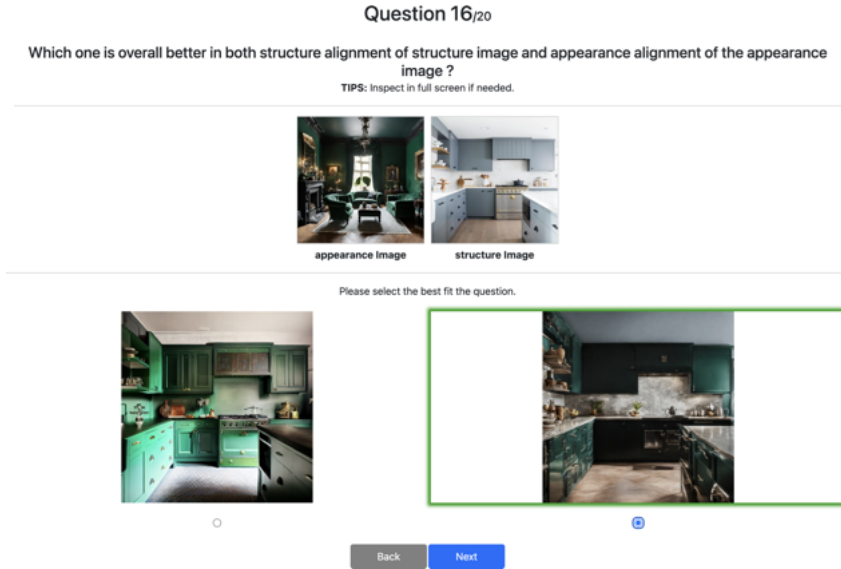 Question 16/20
Which one is overall better in both structure alignment of structure image and appearance alignment of the appearance
image ?
TIPS: Inspect in full screen if needed.
appearance Image
structure Image
Please select the best fit the question.
Back
Next